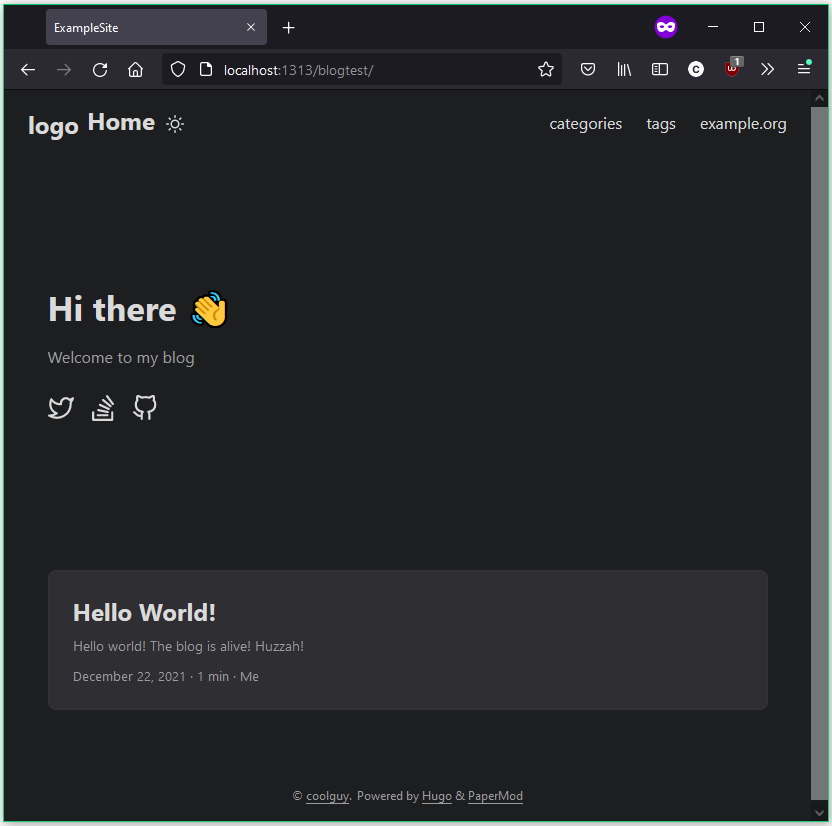 ExampleSite
localhost:1313/blogtest/
C
1
logo Home categories tags example.org
Hi there 👋
Welcome to my blog
Hello World!
Hello world! The blog is alive! Huzzah!
December 22, 2021 · 1 min · Me
© coolguy. Powered by Hugo & PaperMod